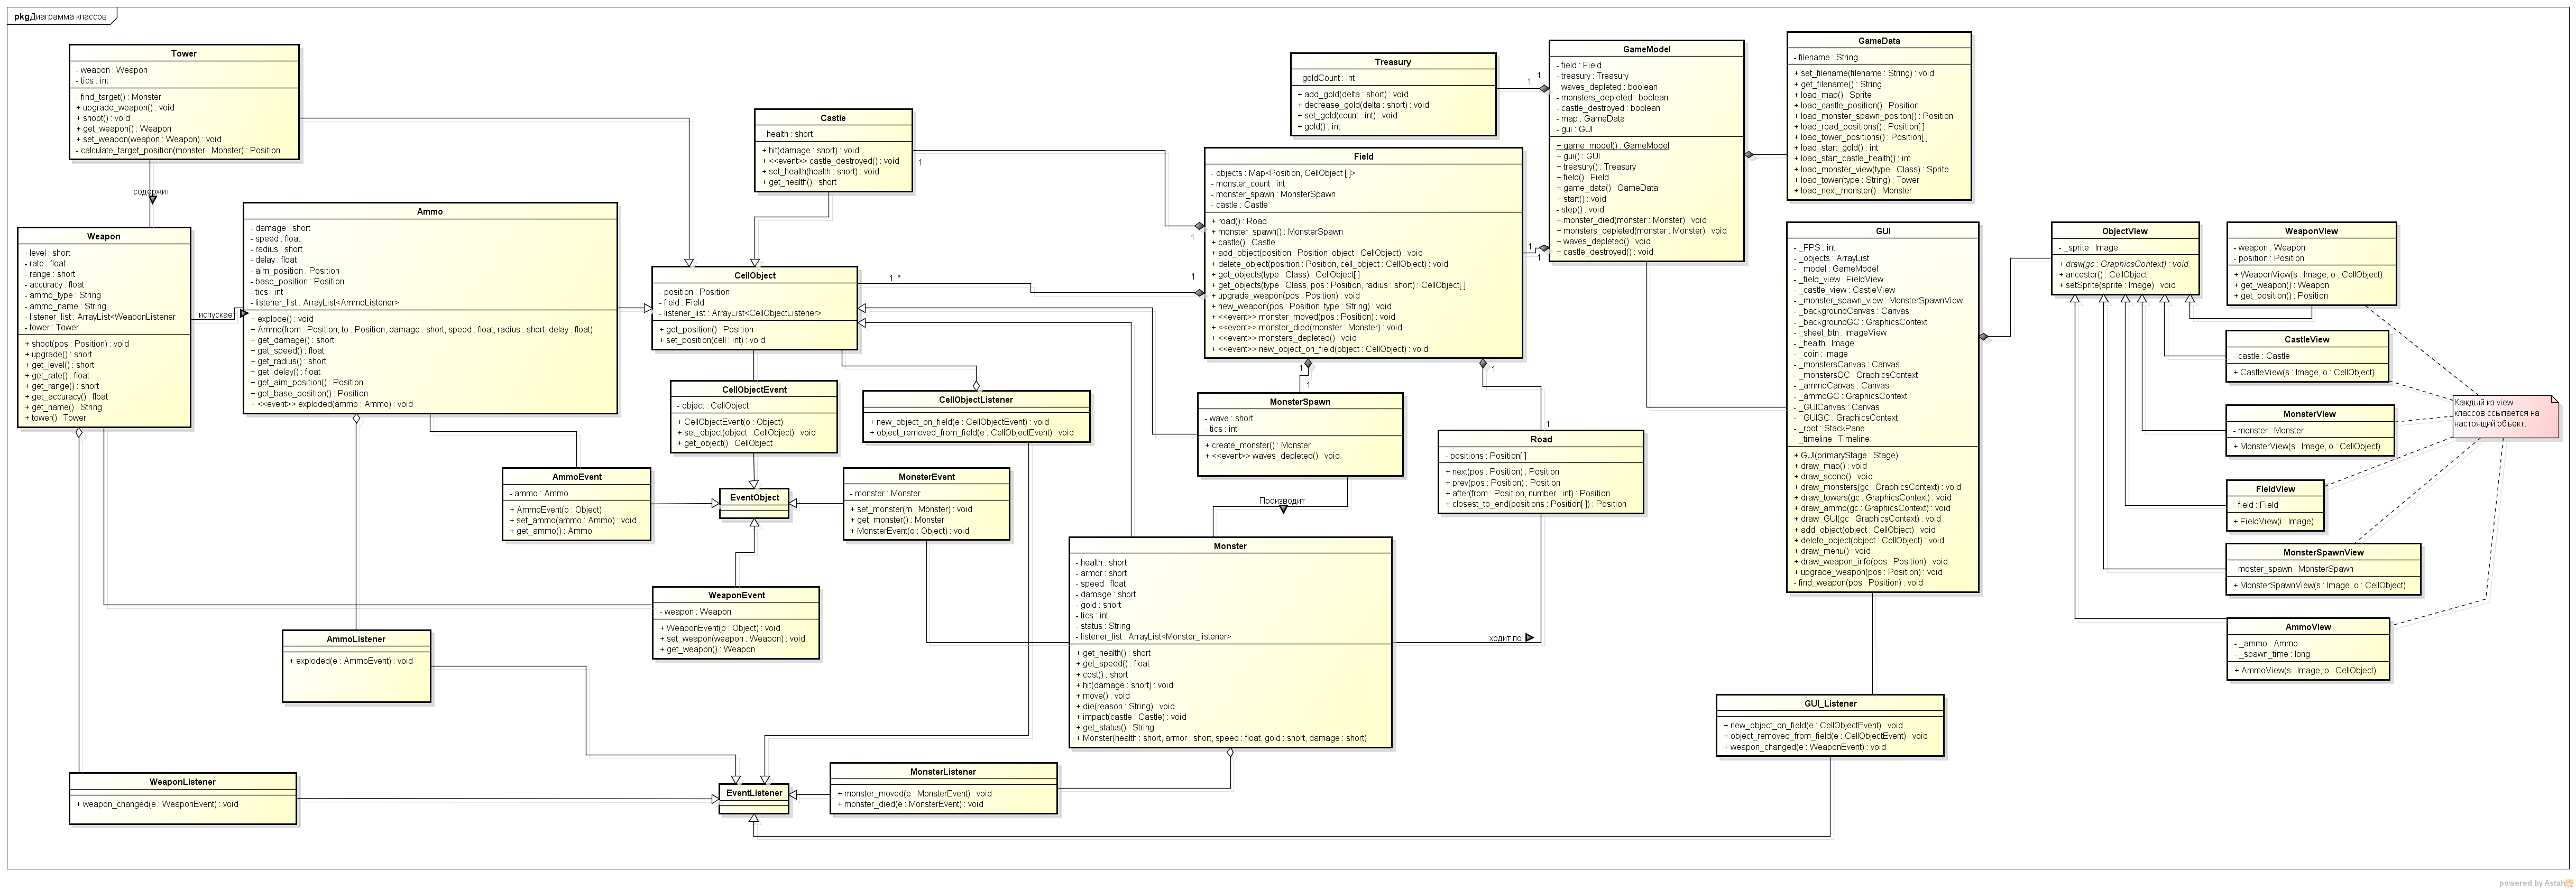 pkg Диаграмма классов
Tower
- weapon : Weapon
- tics : int
- find_target() : Monster
+ upgrade_weapon() : void
+ shoot() : void
+ get_weapon() : Weapon
+ set_weapon(weapon : Weapon) : void
- calculate_target_position(monster : Monster) : Position
содержит
Weapon
- level : short
- rate : float
- range : short
- accuracy : float
- ammo_type : String
- ammo_name : String
- listener_list : ArrayList<WeaponListener
- tower : Tower
+ shoot(pos : Position) : void
+ upgrade() : short
+ get_level() : short
+ get_rate() : float
+ get_range() : short
+ get_accuracy() : float
+ get_name() : String
+ tower() : Tower
испускает
Ammo
- damage : short
- speed : float
- radius : short
- delay : float
- aim_position : Position
- base_position : Position
- tics : int
- listener_list : ArrayList<AmmoListener>
+ explode() : void
+ Ammo(from : Position, to : Position, damage : short, speed : float, radius : short, delay : float)
+ get_damage() : short
+ get_speed() : float
+ get_radius() : short
+ get_delay() : float
+ get_aim_position() : Position
+ get_base_position() : Position
+ <<event>> exploded(ammo : Ammo) : void
Castle
- health : short
+ hit(damage : short) : void
+ <<event>> castle_destroyed() : void
+ set_health(health : short) : void
+ get_health() : short
1
1
CellObject
- position : Position
- field : Field
- listener_list : ArrayList<CellObjectListener>
+ get_position() : Position
+ set_position(cell : int) : void
1..*
1
CellObjectEvent
- object : CellObject
+ CellObjectEvent(o : Object)
+ set_object(object : CellObject) : void
+ get_object() : CellObject
CellObjectListener
+ new_object_on_field(e : CellObjectEvent) : void
+ object_removed_from_field(e : CellObjectEvent) : void
AmmoEvent
- ammo : Ammo
+ AmmoEvent(o : Object)
+ set_ammo(ammo : Ammo) : void
+ get_ammo() : Ammo
EventObject
MonsterEvent
- monster : Monster
+ set_monster(m : Monster) : void
+ get_monster() : Monster
+ MonsterEvent(o : Object) : void
WeaponEvent
- weapon : Weapon
+ WeaponEvent(o : Object) : void
+ set_weapon(weapon : Weapon) : void
+ get_weapon() : Weapon
AmmoListener
+ exploded(e : AmmoEvent) : void
WeaponListener
+ weapon_changed(e : WeaponEvent) : void
EventListener
MonsterListener
+ monster_moved(e : MonsterEvent) : void
+ monster_died(e : MonsterEvent) : void
Treasury
- goldCount : int
+ add_gold(delta : short) : void
+ decrease_gold(delta : short) : void
+ set_gold(count : int) : void
+ gold() : int
1
1
Field
- objects : Map<Position, CellObject [ ]>
- monster_count : int
- monster_spawn : MonsterSpawn
- castle : Castle
+ road() : Road
+ monster_spawn() : MonsterSpawn
+ castle() : Castle
+ add_object(position : Position, object : CellObject) : void
+ delete_object(position : Position, cell_object : CellObject) : void
+ get_objects(type : Class) : CellObject[ ]
+ get_objects(type : Class, pos : Position, radius : short) : CellObject[ ]
+ upgrade_weapon(pos : Position) : void
+ new_weapon(pos : Position, type : String) : void
+ <<event>> monster_moved(pos : Position) : void
+ <<event>> monster_died(monster : Monster) : void
+ <<event>> monsters_depleted() : void
+ <<event>> new_object_on_field(object : CellObject) : void
1
1
1
1
1
1
MonsterSpawn
- wave : short
- tics : int
+ create_monster() : Monster
+ <<event>> waves_depleted() : void
Производит
Road
- positions : Position[ ]
+ next(pos : Position) : Position
+ prev(pos : Position) : Position
+ after(from : Position, number : int) : Position
+ closest_to_end(positions : Position[ ]) : Position
ходит по
Monster
- health : short
- armor : short
- speed : float
- damage : short
- gold : short
- tics : int
- status : String
- listener_list : ArrayList<Monster_listener>
+ get_health() : short
+ get_speed() : float
+ cost() : short
+ hit(damage : short) : void
+ move() : void
+ die(reason : String) : void
+ impact(castle : Castle) : void
+ get_status() : String
+ Monster(health : short, armor : short, speed : float, gold : short, damage : short)
GameModel
- field : Field
- treasury : Treasury
- waves_depleted : boolean
- monsters_depleted : boolean
- castle_destroyed : boolean
- map : GameData
- gui : GUI
+ game_model() : GameModel
+ gui() : GUI
+ treasury() : Treasury
+ field() : Field
+ game_data() : GameData
+ start() : void
- step() : void
+ monster_died(monster : Monster) : void
+ monsters_depleted(monster : Monster) : void
+ waves_depleted() : void
+ castle_destroyed() : void
GameData
- filename : String
+ set_filename(filename : String) : void
+ get_filename() : String
+ load_map() : Sprite
+ load_castle_position() : Position
+ load_monster_spawn_positon() : Position
+ load_road_positions() : Position[ ]
+ load_tower_positions() : Position[ ]
+ load_start_gold() : int
+ load_start_castle_health() : int
+ load_monster_view(type : Class) : Sprite
+ load_tower(type : String) : Tower
+ load_next_monster() : Monster
GUI
- _FPS : int
- _objects : ArrayList
- _model : GameModel
- _field_view : FieldView
- _castle_view : CastleView
- _monster_spawn_view : MonsterSpawnView
- _backgroundCanvas : Canvas
- _backgroundGC : GraphicsContext
- _sheel_btn : ImageView
- _health : Image
- _coin : Image
- _monstersCanvas : Canvas
- _monstersGC : GraphicsContext
- _ammoCanvas : Canvas
- _ammoGC : GraphicsContext
- _GUICanvas : Canvas
- _GUIGC : GraphicsContext
- _root : StackPane
- _timeline : Timeline
+ GUI(primaryStage : Stage)
+ draw_map() : void
+ draw_scene() : void
+ draw_monsters(gc : GraphicsContext) : void
+ draw_towers(gc : GraphicsContext) : void
+ draw_ammo(gc : GraphicsContext) : void
+ draw_GUI(gc : GraphicsContext) : void
+ add_object(object : CellObject) : void
+ delete_object(object : CellObject) : void
+ draw_menu() : void
+ draw_weapon_info(pos : Position) : void
+ upgrade_weapon(pos : Position) : void
- find_weapon(pos : Position) : void
GUI_Listener
+ new_object_on_field(e : CellObjectEvent) : void
+ object_removed_from_field(e : CellObjectEvent) : void
+ weapon_changed(e : WeaponEvent) : void
ObjectView
- _sprite : Image
+ draw(gc : GraphicsContext) : void
+ ancestor() : CellObject
+ setSprite(sprite : Image) : void
WeaponView
- weapon : Weapon
- position : Position
+ WeaponView(s : Image, o : CellObject)
+ get_weapon() : Weapon
+ get_position() : Position
CastleView
- castle : Castle
+ CastleView(s : Image, o : CellObject)
MonsterView
- monster : Monster
+ MonsterView(s : Image, o : CellObject)
FieldView
- field : Field
+ FieldView(i : Image)
MonsterSpawnView
- moster_spawn : MonsterSpawn
+ MonsterSpawnView(s : Image, o : CellObject)
AmmoView
- _ammo : Ammo
- _spawn_time : long
+ AmmoView(s : Image, o : CellObject)
Каждый из view
классов ссыпается на
настоящий объект.
powered by Astah